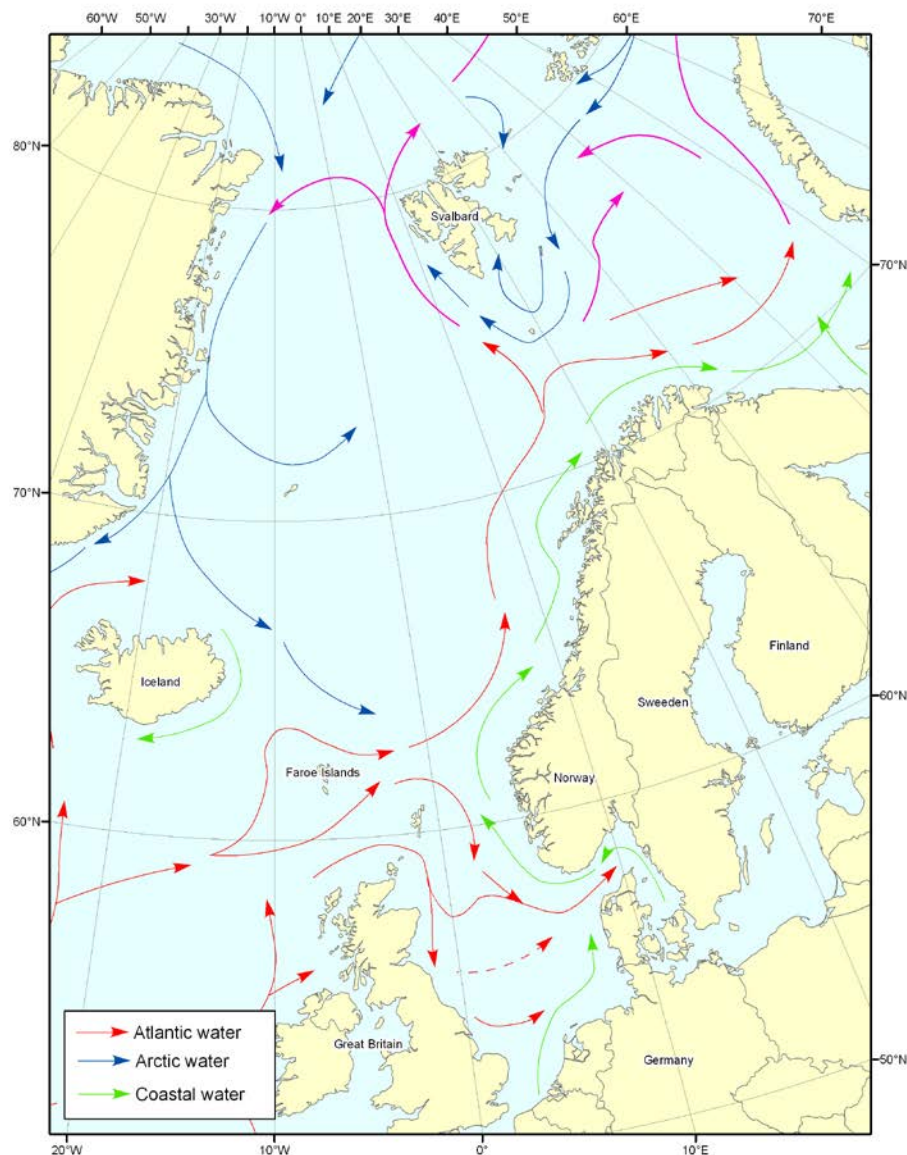 60°W 50°W 40°W 30°W 20°W 10°W 0° 10°E 20°E 30°E 40°E 50°E 60°E 70°E
80°N
Svalbard
70°N
70°N
Iceland
Finland
Sweeden
60°N
Faroe Islands
Norway
60°N
Atlantic water
Great Britain
Arctic water
Germany
50°N
Coastal water
20°W 10°W 0° 10°E